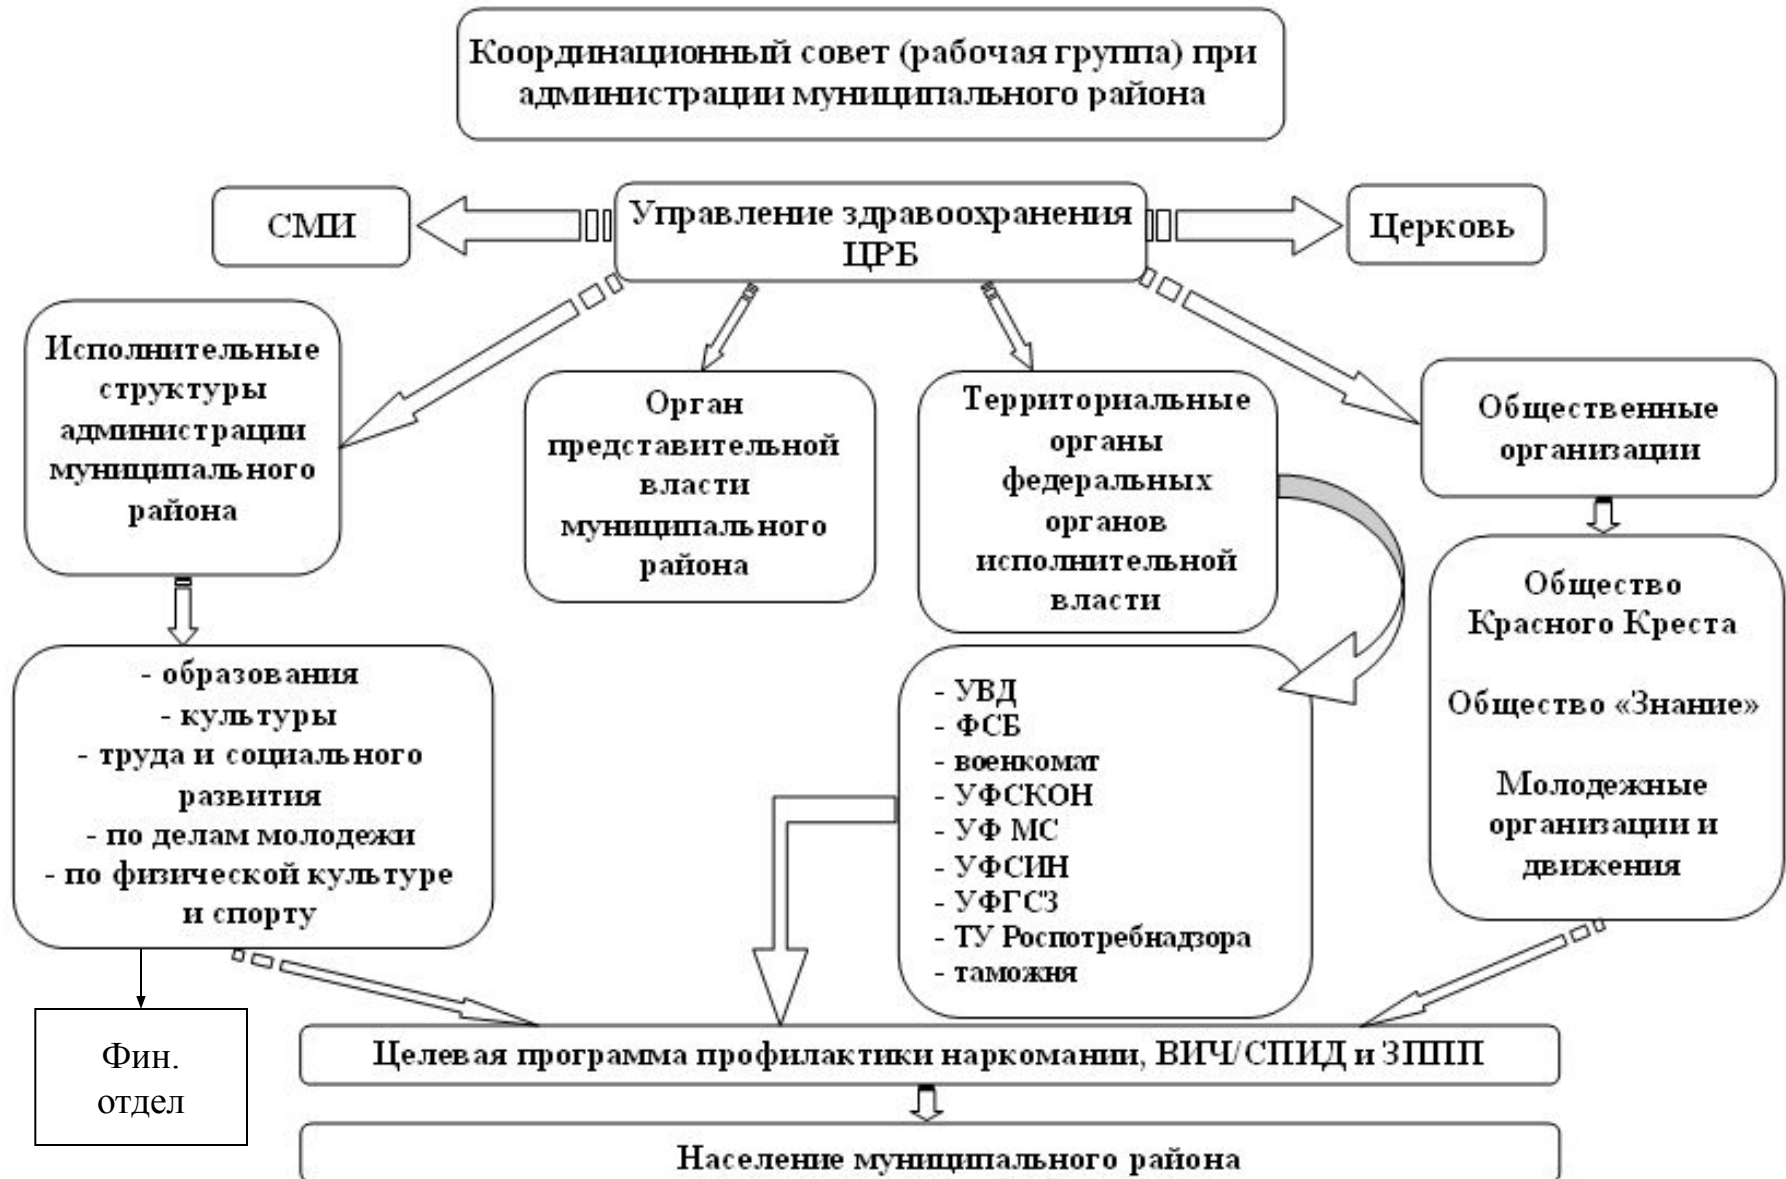 Координационный совет (рабочая группа) при
администрации муниципального района
СМИ
Управление здравоохранения
ЦРБ
Церковь
Исполнительные
структуры
администрации
муниципального
района
Орган
представительной
власти
муниципального
района
Территориальные
органы
федеральных
органов
исполнительной
власти
Общественные
организации
- образования
- культуры
- труда и социального
развития
- по делам молодежи
- по физической культуре
и спорту
- УВД
- ФСБ
- военкомат
- УФСКОН
- УФ МС
- УФСИН
- УФГСЗ
- ТУ Роспотребнадзора
- таможня
Общество
Красного Креста
Общество «Знание»
Молодежные
организации и
движения
Фин.
отдел
Целевая программа профилактики наркомании, ВИЧ/СПИД и ЗППП
Население муниципального района